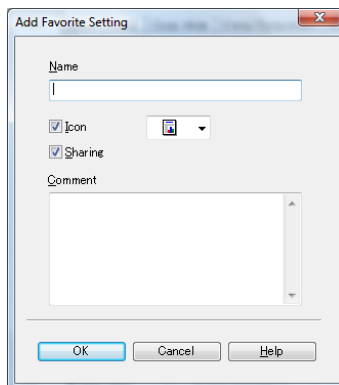 Add Favorite Setting
Name
Icon
Sharing
Comment
OK Cancel Help